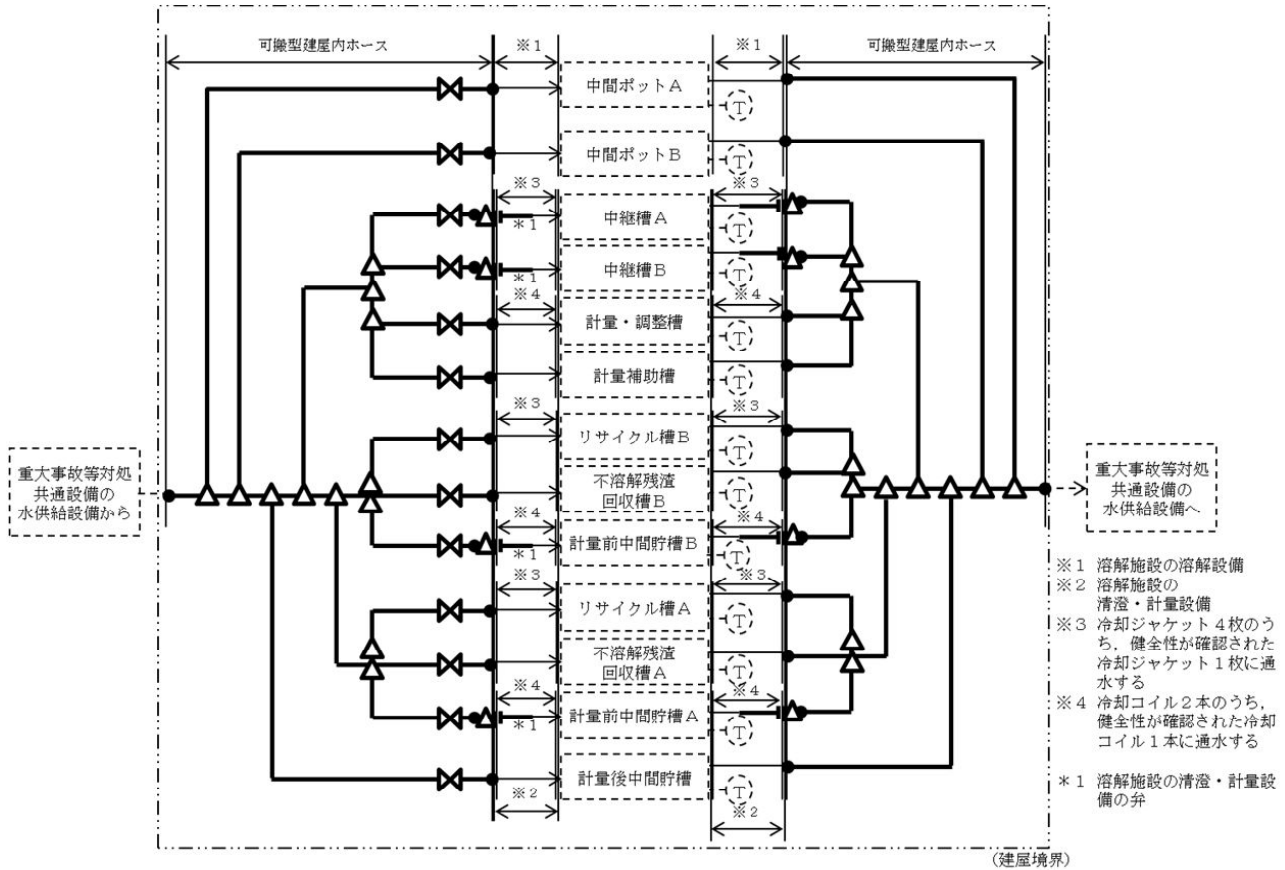 可搬型建屋内ホース
※1
※1
可搬型建屋内ホース
中間ポットA
T
中間ポットB
T
※3
※3
中継槽A
*1
T
中継槽B
*1
T
※4
※4
計量・調整槽
T
計量補助槽
T
※3
※3
リサイクル槽B
T
不溶解残渣
回収槽B
T
※4
※4
計量前中間貯槽B
*1
T
※3
※3
リサイクル槽A
T
不溶解残渣
回収槽A
T
※4
※4
計量前中間貯槽A
*1
T
計量後中間貯槽
T
※2
※2
重大事故等対処
共通設備の
水供給設備から
重大事故等対処
共通設備の
水供給設備へ
※1 溶解施設の溶解設備
※2 溶解施設の
清澄・計量設備
※3 冷却ジャケット4枚のう
ち，健全性が確認された
冷却ジャケット1枚に通
水する
※4 冷却コイル2本のうち，
健全性が確認された冷却
コイル1本に通水する
*1 溶解施設の清澄・計量設
備の弁
(建屋境界)